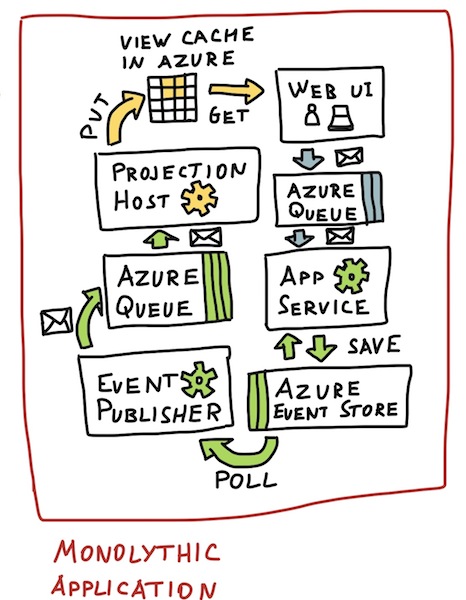 VIEW CACHE
IN AZURE
PUT
GET
WEB UI
PROJECTION
HOST
AZURE
QUEUE
AZURE
QUEUE
APP
SERVICE
SAVE
EVENT
PUBLISHER
AZURE
EVENT STORE
POLL
MONOLYTHIC
APPLICATION